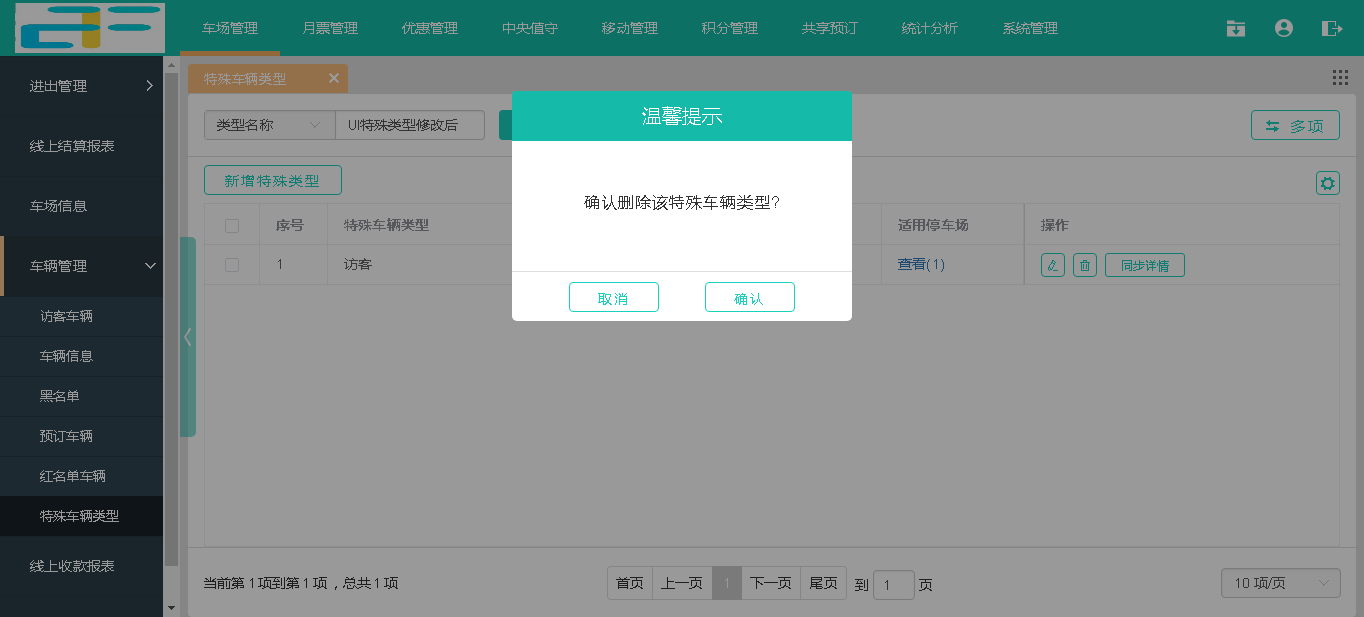 车场管理 月票管理 优惠管理 中央值守 移动管理 积分管理 共享预订 统计分析 系统管理
进出管理
线上结算报表
车场信息
车辆管理
访客车辆
车辆信息
黑名单
预订车辆
红名单车辆
特殊车辆类型
线上收款报表
特殊车辆类型
类型名称 UI特殊类型修改后 多项
新增特殊类型
序号 特殊车辆类型 适用停车场 操作
1 访客 查看(1) 同步详情
温馨提示
确认删除该特殊车辆类型?
取消 确认
当前第 1 项到第 1 项，总共 1 项 首页 上一页 1 下一页 尾页 到 1 页 10 项/页